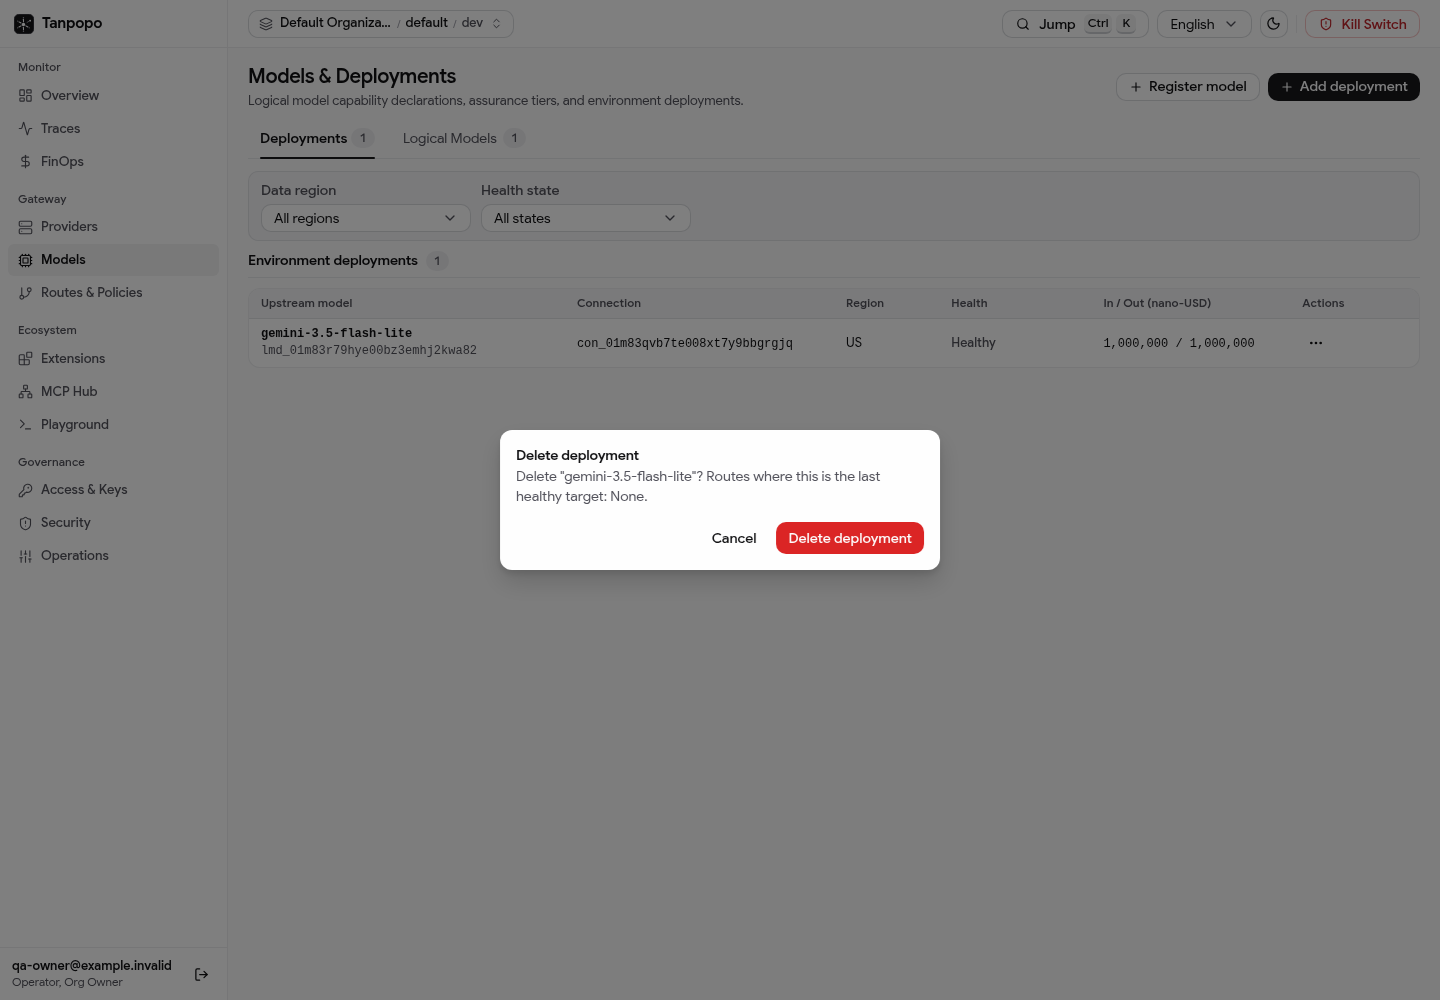 Tanpopo
Default Organiza... / default / dev
Jump Ctrl K
English
Kill Switch
Monitor
Overview
Traces
FinOps
Gateway
Providers
Models
Routes & Policies
Ecosystem
Extensions
MCP Hub
Playground
Governance
Access & Keys
Security
Operations
qa-owner@example.invalid
Operator, Org Owner
Models & Deployments
Logical model capability declarations, assurance tiers, and environment deployments.
Register model
Add deployment
Deployments 1
Logical Models 1
Data region
All regions
Health state
All states
Environment deployments 1
Upstream model Connection Region Health In / Out (nano-USD) Actions
gemini-3.5-flash-lite
lmd_01m83r79hye00bz3emhj2kwa82
con_01m83qvb7te008xt7y9bbgrgjq US Healthy 1,000,000 / 1,000,000
Delete deployment
Delete "gemini-3.5-flash-lite"? Routes where this is the last
healthy target: None.
Cancel
Delete deployment